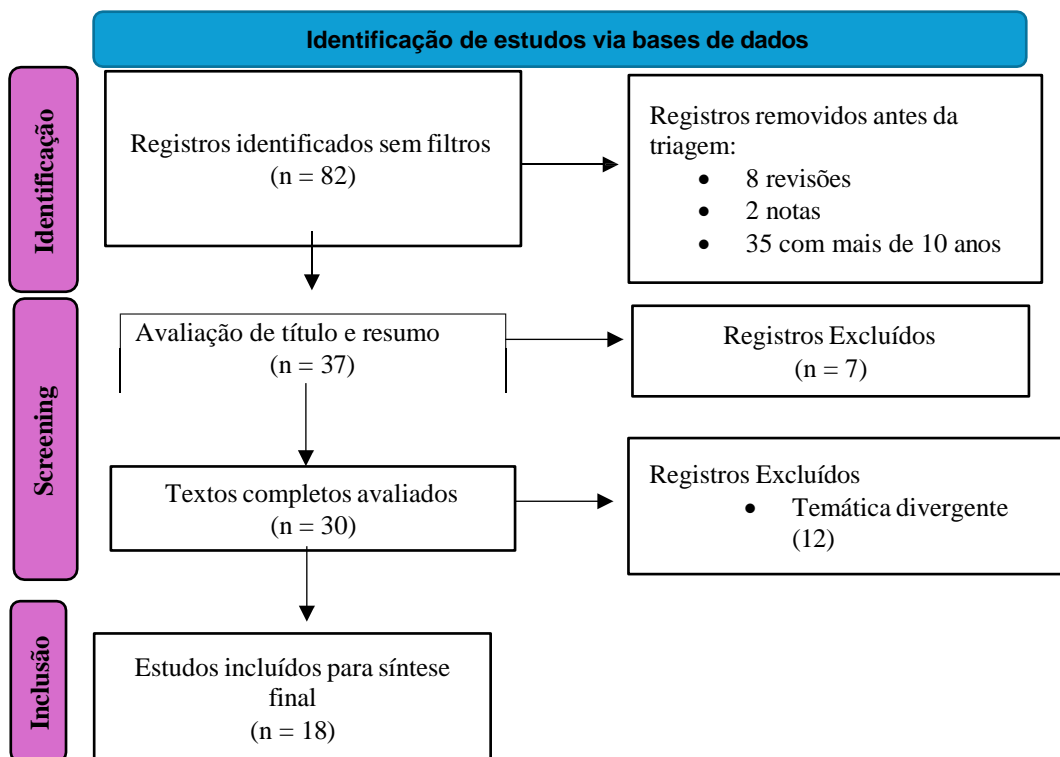 Identificação de estudos via bases de dados
Identificação
Registros identificados sem filtros
(n = 82)
Registros removidos antes da
triagem:
• 8 revisões
• 2 notas
• 35 com mais de 10 anos
Screening
Avaliação de título e resumo
(n = 37)
Registros Excluídos
(n = 7)
Textos completos avaliados
(n = 30)
Registros Excluídos
• Temática divergente
(12)
Inclusão
Estudos incluídos para síntese
final
(n = 18)